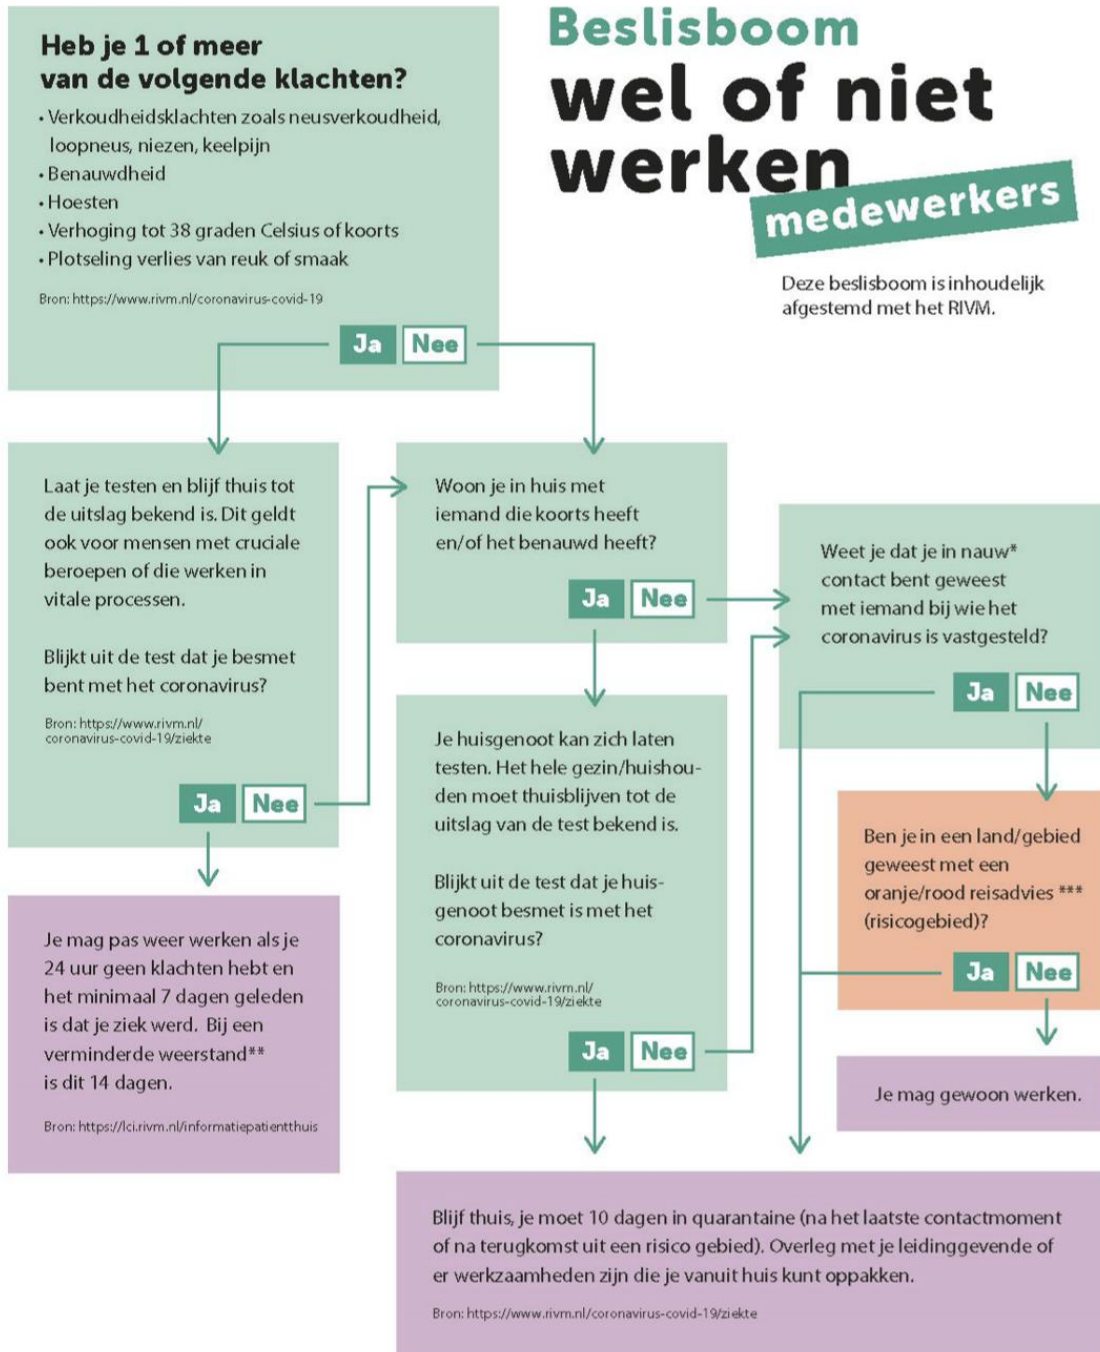 Heb je 1 of meer
van de volgende klachten?
• Verkoudheidsklachten zoals neusverkoudheid,
loopneus, niezen, keelpijn
• Benauwdheid
• Hoesten
• Verhoging tot 38 graden Celsius of koorts
• Plotseling verlies van reuk of smaak
Bron: https://www.rivm.nl/coronavirus-covid-19
Ja Nee
Beslisboom
wel of niet
werken
medewerkers
Deze beslisboom is inhoudelijk
afgestemd met het RIVM.
Laat je testen en blijf thuis tot
de uitslag bekend is. Dit geldt
ook voor mensen met cruciale
beroepen of die werken in
vitale processen.
Blijkt uit de test dat je besmet
bent met het coronavirus?
Bron: https://www.rivm.nl/
coronavirus-covid-19/ziekte
Ja Nee
Je mag pas weer werken als je
24 uur geen klachten hebt en
het minimaal 7 dagen geleden
is dat je ziek werd. Bij een
verminderde weerstand**
is dit 14 dagen.
Bron: https://lci.rivm.nl/informatiepatientthuis
Woon je in huis met
iemand die koorts heeft
en/of het benauwd heeft?
Ja Nee
Je huisgenoot kan zich laten
testen. Het hele gezin/huishou-
den moet thuisblijven tot de
uitslag van de test bekend is.
Blijkt uit de test dat je huis-
genoot besmet is met het
coronavirus?
Bron: https://www.rivm.nl/
coronavirus-covid-19/ziekte
Ja Nee
Weet je dat je in nauw*
contact bent geweest
met iemand bij wie het
coronavirus is vastgesteld?
Ja Nee
Ben je in een land/gebied
geweest met een
oranje/rood reisadvies ***
(risicogebied)?
Ja Nee
Je mag gewoon werken.
Blijf thuis, je moet 10 dagen in quarantaine (na het laatste contactmoment
of na terugkomst uit een risico gebied). Overleg met je leidinggevende of
er werkzaamheden zijn die je vanuit huis kunt oppakken.
Bron: https://www.rivm.nl/coronavirus-covid-19/ziekte